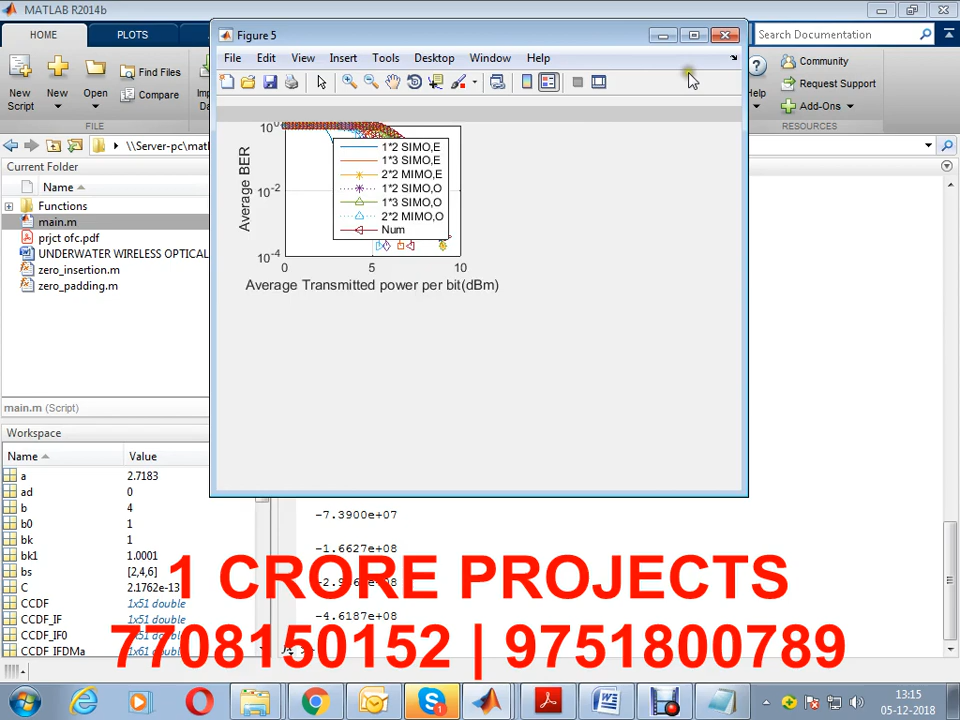 MATLAB R2014b
HOME PLOTS
Search Documentation
New Script
New
Open
Find Files
Compare
FILE
Community
Request Support
Add-Ons
RESOURCES
Help
\\Server-pc\mat
Current Folder
Name
Functions
main.m
prjct ofc.pdf
UNDERWATER WIRELESS OPTICAL
zero_insertion.m
zero_padding.m
main.m (Script)
Workspace
Name Value
a 2.7183
ad 0
b 4
b0 1
bk 1
bk1 1.0001
bs [2,4,6]
C 2.1762e-13
CCDF 1x51 double
CCDF_IF 1x51 double
CCDF_IF0 1x51 double
CCDF_IFDMa 1x61 double
Figure 5
File Edit View Insert Tools Desktop Window Help
Average BER
10^0
10^-2
10^-4
0 5 10
Average Transmitted power per bit(dBm)
1*2 SIMO,E
1*3 SIMO,E
2*2 MIMO,E
1*2 SIMO,O
1*3 SIMO,O
2*2 MIMO,O
Num
-7.3900e+07
-1.6627e+08
-4.6187e+08
1 CRORE PROJECTS
7708150152 | 9751800789
13:15
05-12-2018